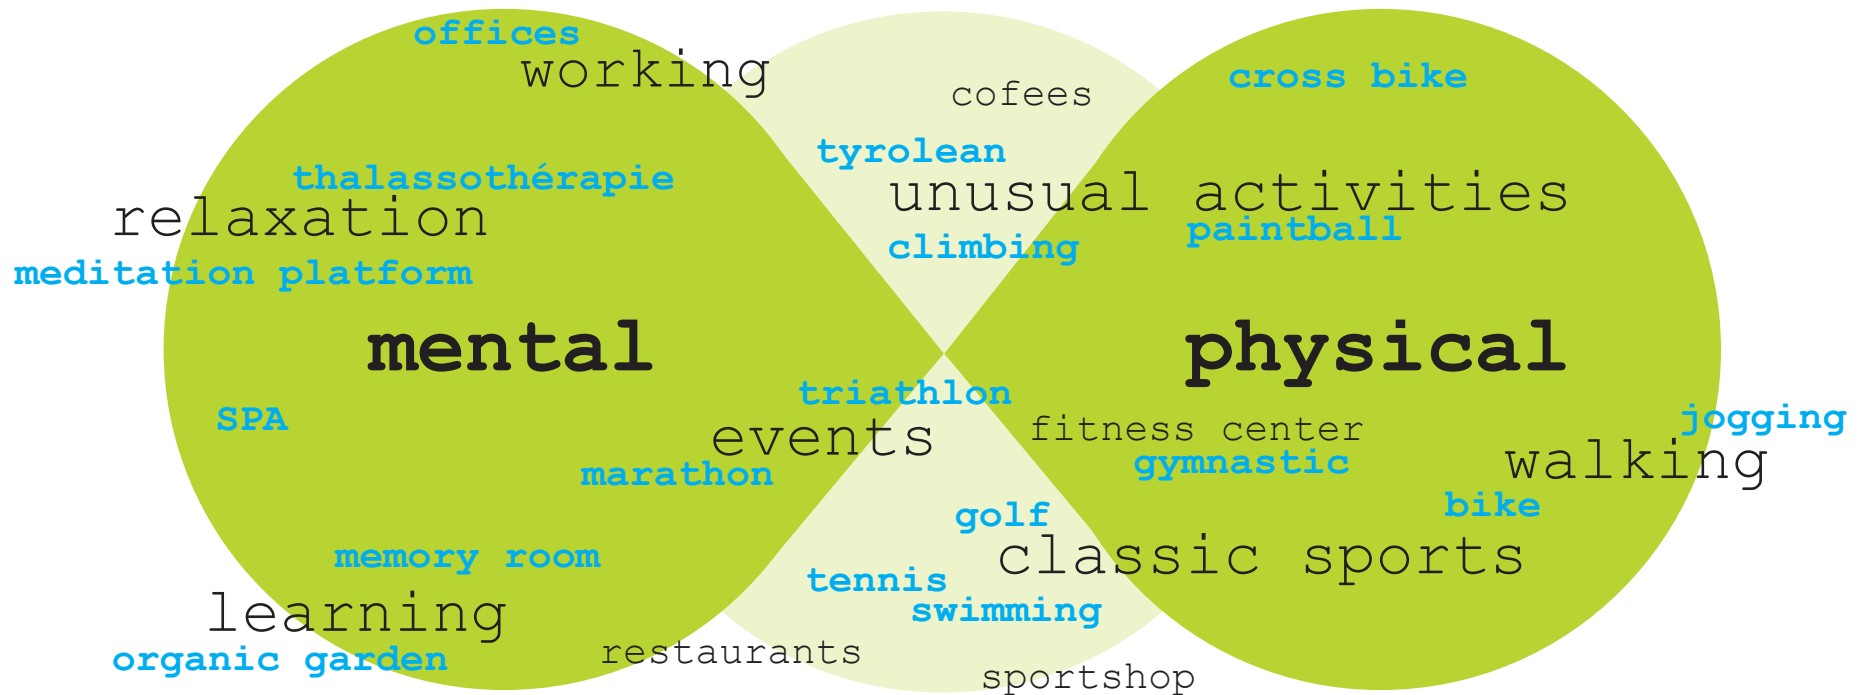 offices
working
cofees
cross bike
tyrolean
thalassothérapie
relaxation
unusual activities
paintball
climbing
meditation platform
mental
physical
triathlon
SPA
events
fitness center
jogging
marathon
gymnastic
walking
bike
golf
classic sports
memory room
tennis
swimming
learning
organic garden
restaurants
sportshop